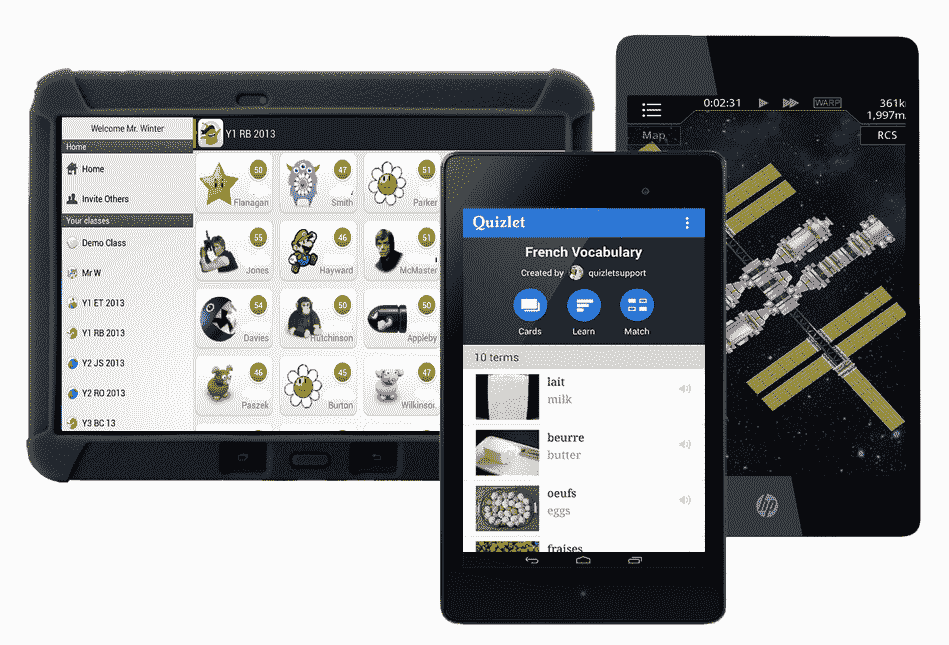 Welcome Mr. Winter
Home
Home
Invite Others
Your classes
Demo Class
Mr W
Y1 ET 2013
Y1 RB 2013
Y2 JS 2013
Y2 RO 2013
Y3 BC 13
Y1 RB 2013
50
Flanagan
47
Smith
51
Parker
55
Jones
46
Hayward
51
McMaster
54
Davies
50
Hutchinson
50
Appleby
46
Paszek
45
Burton
47
Wilkinson
Quizlet
French Vocabulary
Created by quizletsupport
Cards Learn Match
10 terms
lait
milk
beurre
butter
oeufs
eggs
fraises
0:02:31 WARP 361k
1,997m
Map RCS
hp